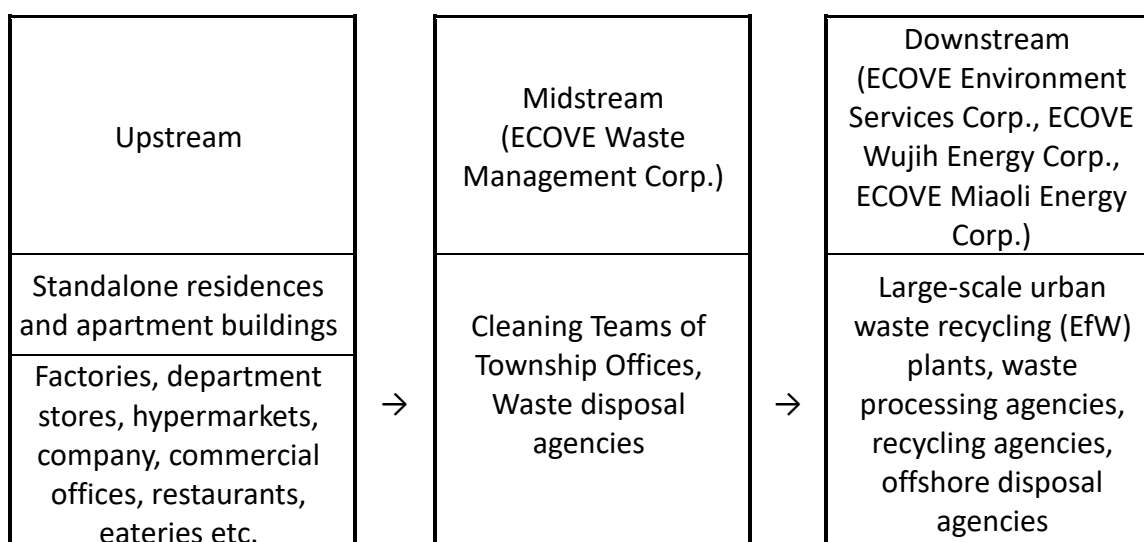 Upstream
Standalone residences
and apartment buildings
Factories, department
stores, hypermarkets,
company, commercial
offices, restaurants,
eateries etc.
→
Midstream
(ECOVE Waste
Management Corp.)
Cleaning Teams of
Township Offices,
Waste disposal
agencies
→
Downstream
(ECOVE Environment
Services Corp., ECOVE
Wujih Energy Corp.,
ECOVE Miaoli Energy
Corp.)
Large-scale urban
waste recycling (EfW)
plants, waste
processing agencies,
recycling agencies,
offshore disposal
agencies